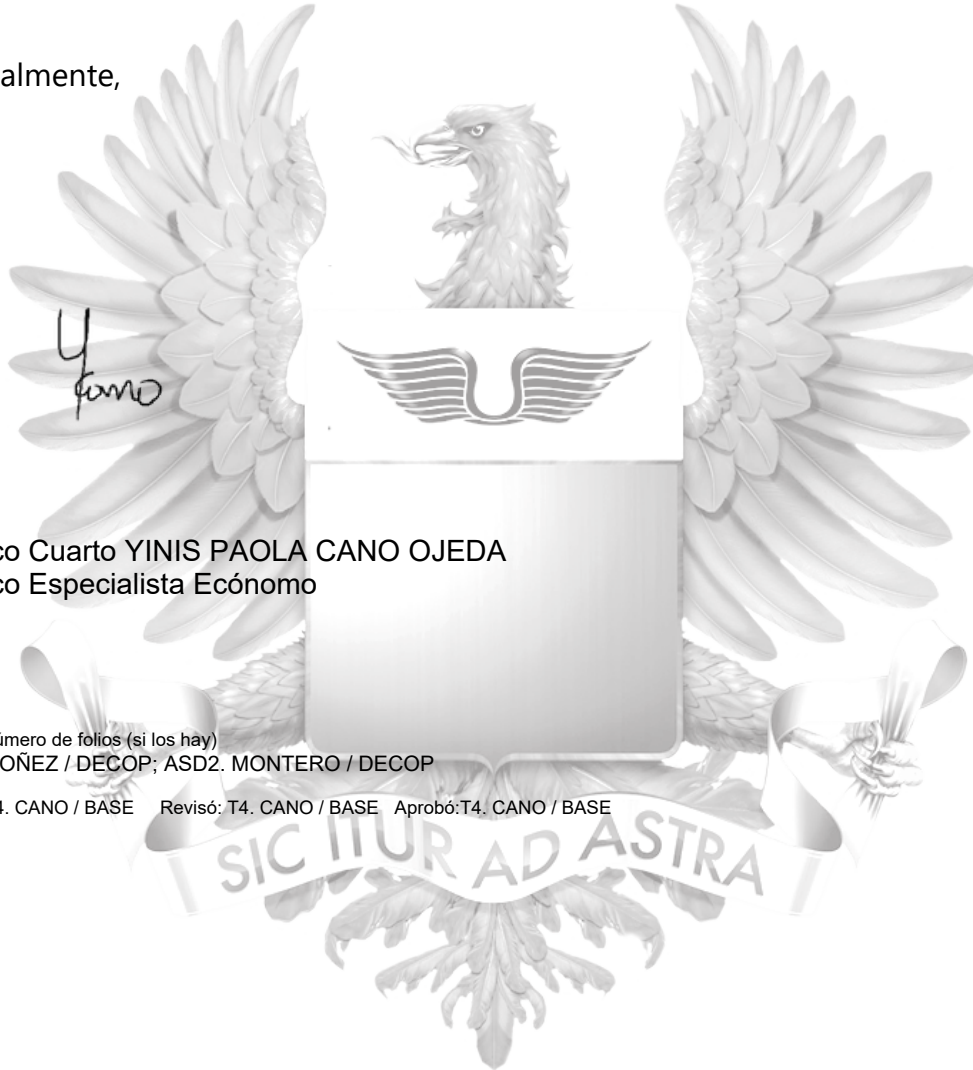 almente,
Y
Cano
co Cuarto YINIS PAOLA CANO OJEDA
co Especialista Ecónomo
úmero de folios (si los hay)
OÑEZ / DECOP; ASD2. MONTERO / DECOP
4. CANO / BASE Revisó: T4. CANO / BASE Aprobó:T4. CANO / BASE
SIC ITUR AD ASTRA